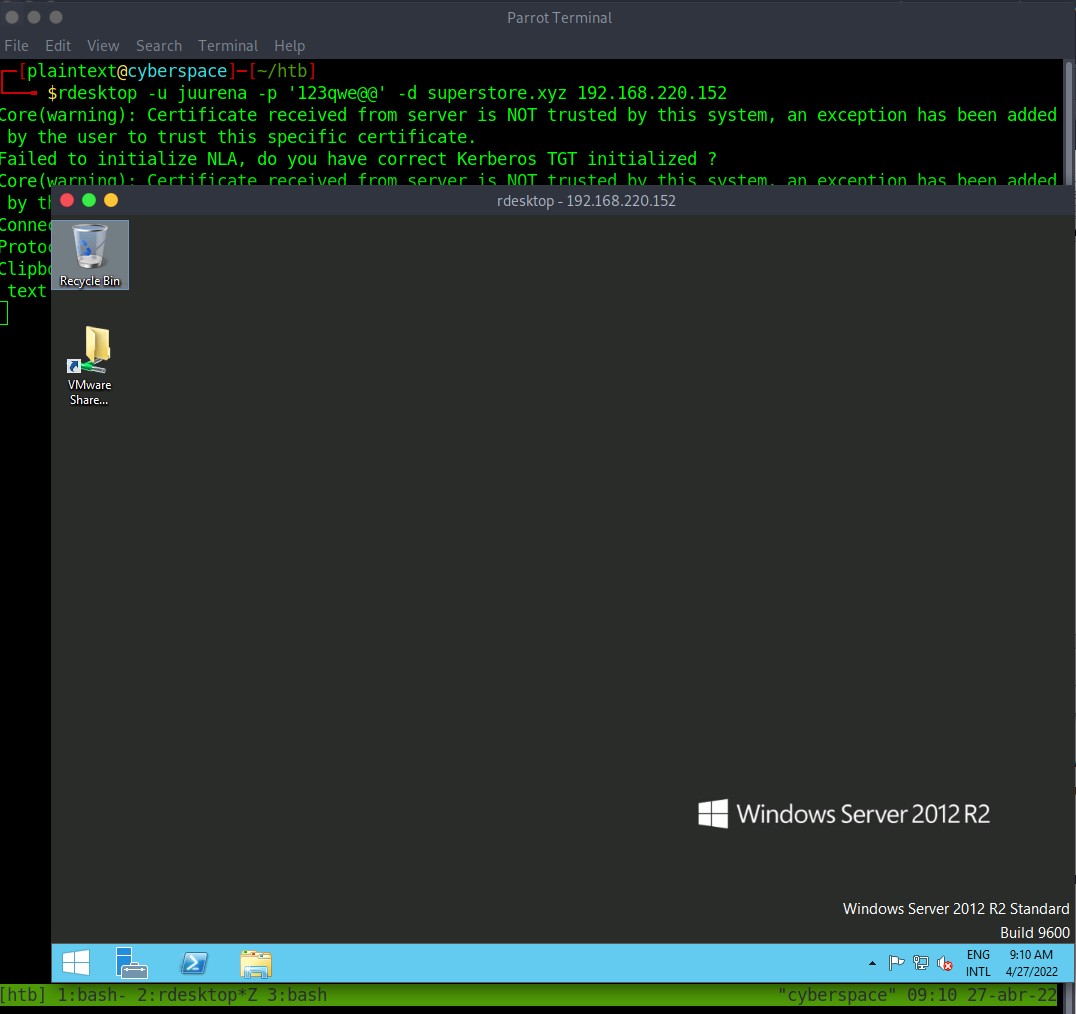 Parrot Terminal
File Edit View Search Terminal Help
┌─[plaintext@cyberspace]─[~/htb]
└──╼ $rdesktop -u juurena -p '123qwe@@' -d superstore.xyz 192.168.220.152
Core(warning): Certificate received from server is NOT trusted by this system, an exception has been added
by the user to trust this specific certificate.
Failed to initialize NLA, do you have correct Kerberos TGT initialized ?
Core(warning): Certificate received from server is NOT trusted by this system, an exception has been added
by th
rdesktop - 192.168.220.152
Conne
Proto
Clipbo
text
Recycle Bin
VMware
Share...
Windows Server 2012 R2
Windows Server 2012 R2 Standard
Build 9600
ENG 9:10 AM
INTL 4/27/2022
[htb] 1:bash- 2:rdesktop*Z 3:bash "cyberspace" 09:10 27-abr-22